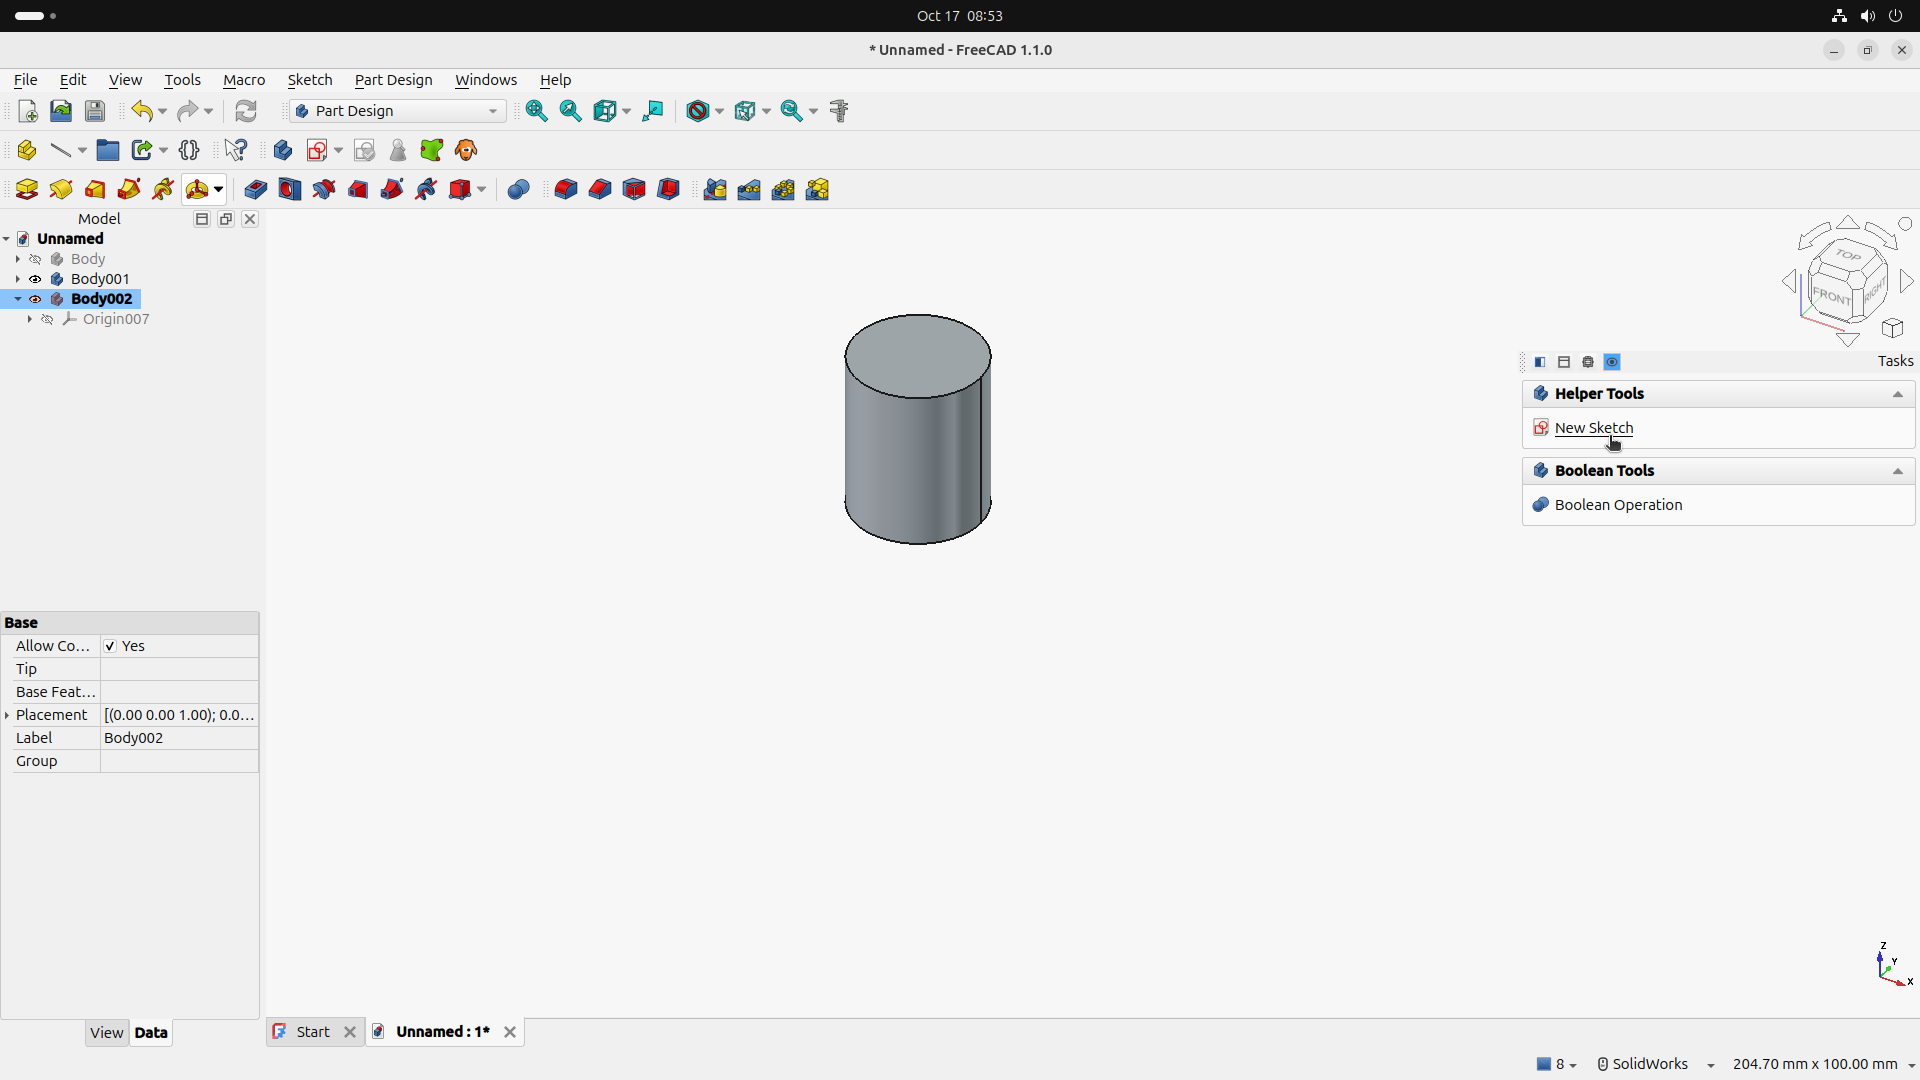 Oct 17 08:53
* Unnamed - FreeCAD 1.1.0
File Edit View Tools Macro Sketch Part Design Windows Help
Part Design
Model
Unnamed
Body
Body001
Body002
Origin007
TOP
FRONT
RIGHT
Tasks
Helper Tools
New Sketch
Boolean Tools
Boolean Operation
Base
Allow Co... Yes
Tip
Base Feat...
Placement [(0.00 0.00 1.00); 0.0...
Label Body002
Group
Z
Y
X
View Data
Start Unnamed : 1*
8 SolidWorks 204.70 mm x 100.00 mm